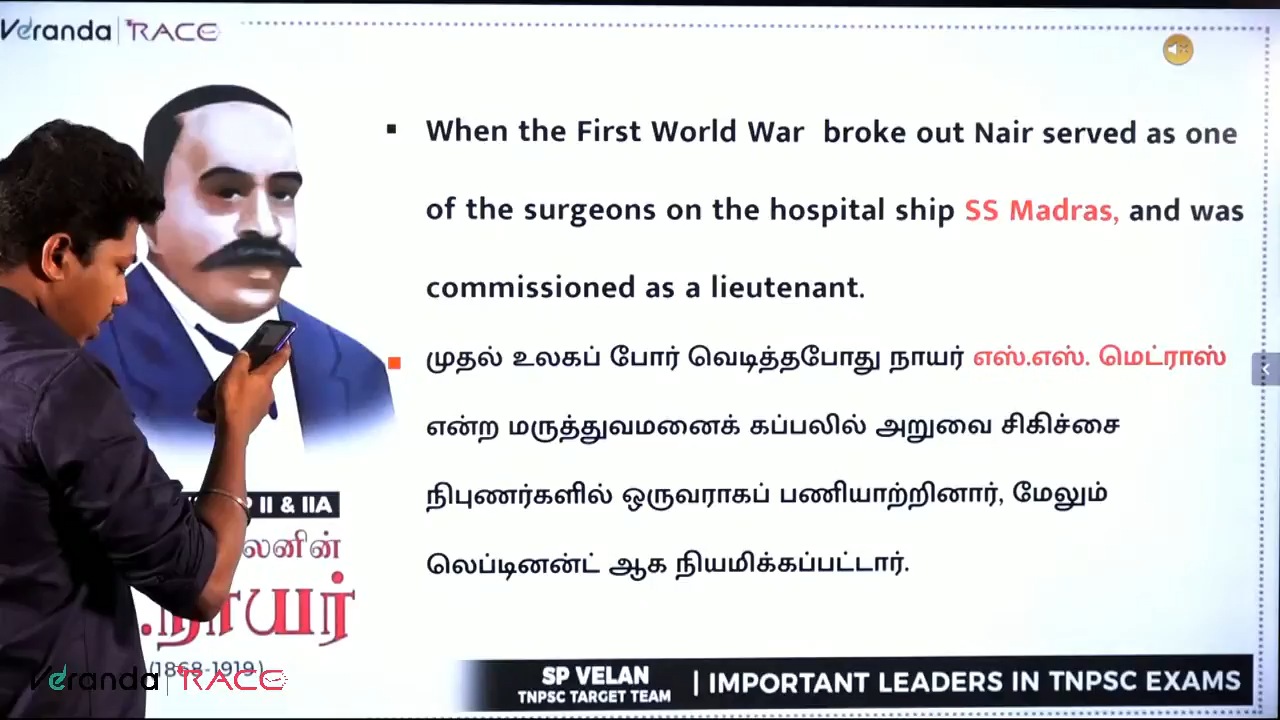 Veranda RACE
When the First World War broke out Nair served as one
of the surgeons on the hospital ship SS Madras, and was
commissioned as a lieutenant.
முதல் உலகப் போர் வெடித்தபோது நாயர் எஸ்.எஸ். மெட்ராஸ்
என்ற மருத்துவமனைக் கப்பலில் அறுவை சிகிச்சை
நிபுணர்களில் ஒருவராகப் பணியாற்றினார், மேலும்
லெப்டினன்ட் ஆக நியமிக்கப்பட்டார்.
II & IIA
லனின்
.நாயர்
(1868-1919)
Veranda RACE
SP VELAN
TNPSC TARGET TEAM
IMPORTANT LEADERS IN TNPSC EXAMS